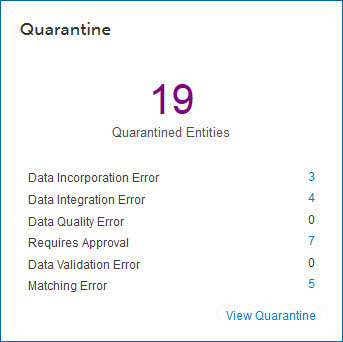 Quarantine
19
Quarantined Entities
Data Incorporation Error 3
Data Integration Error 4
Data Quality Error 0
Requires Approval 7
Data Validation Error 0
Matching Error 5
View Quarantine